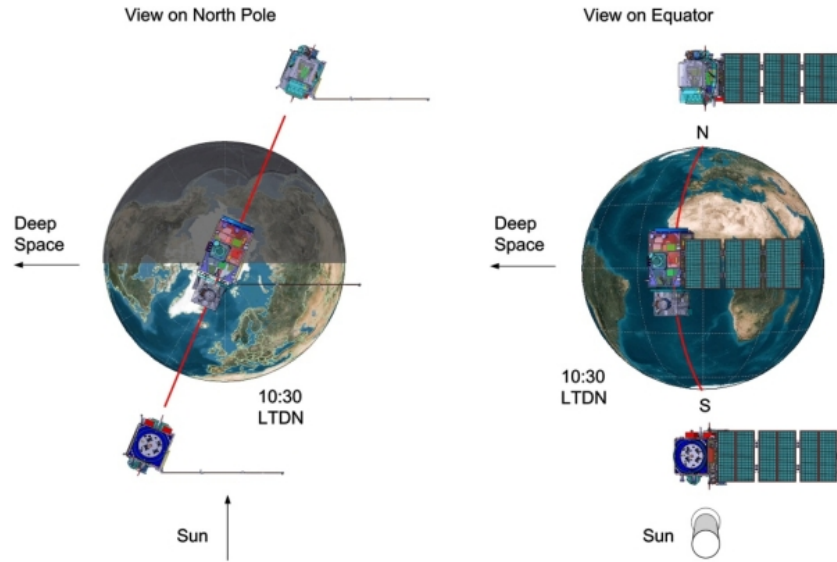 View on North Pole
View on Equator
N
Deep
Space
Deep
Space
10:30
LTDN
10:30
LTDN
S
Sun
Sun